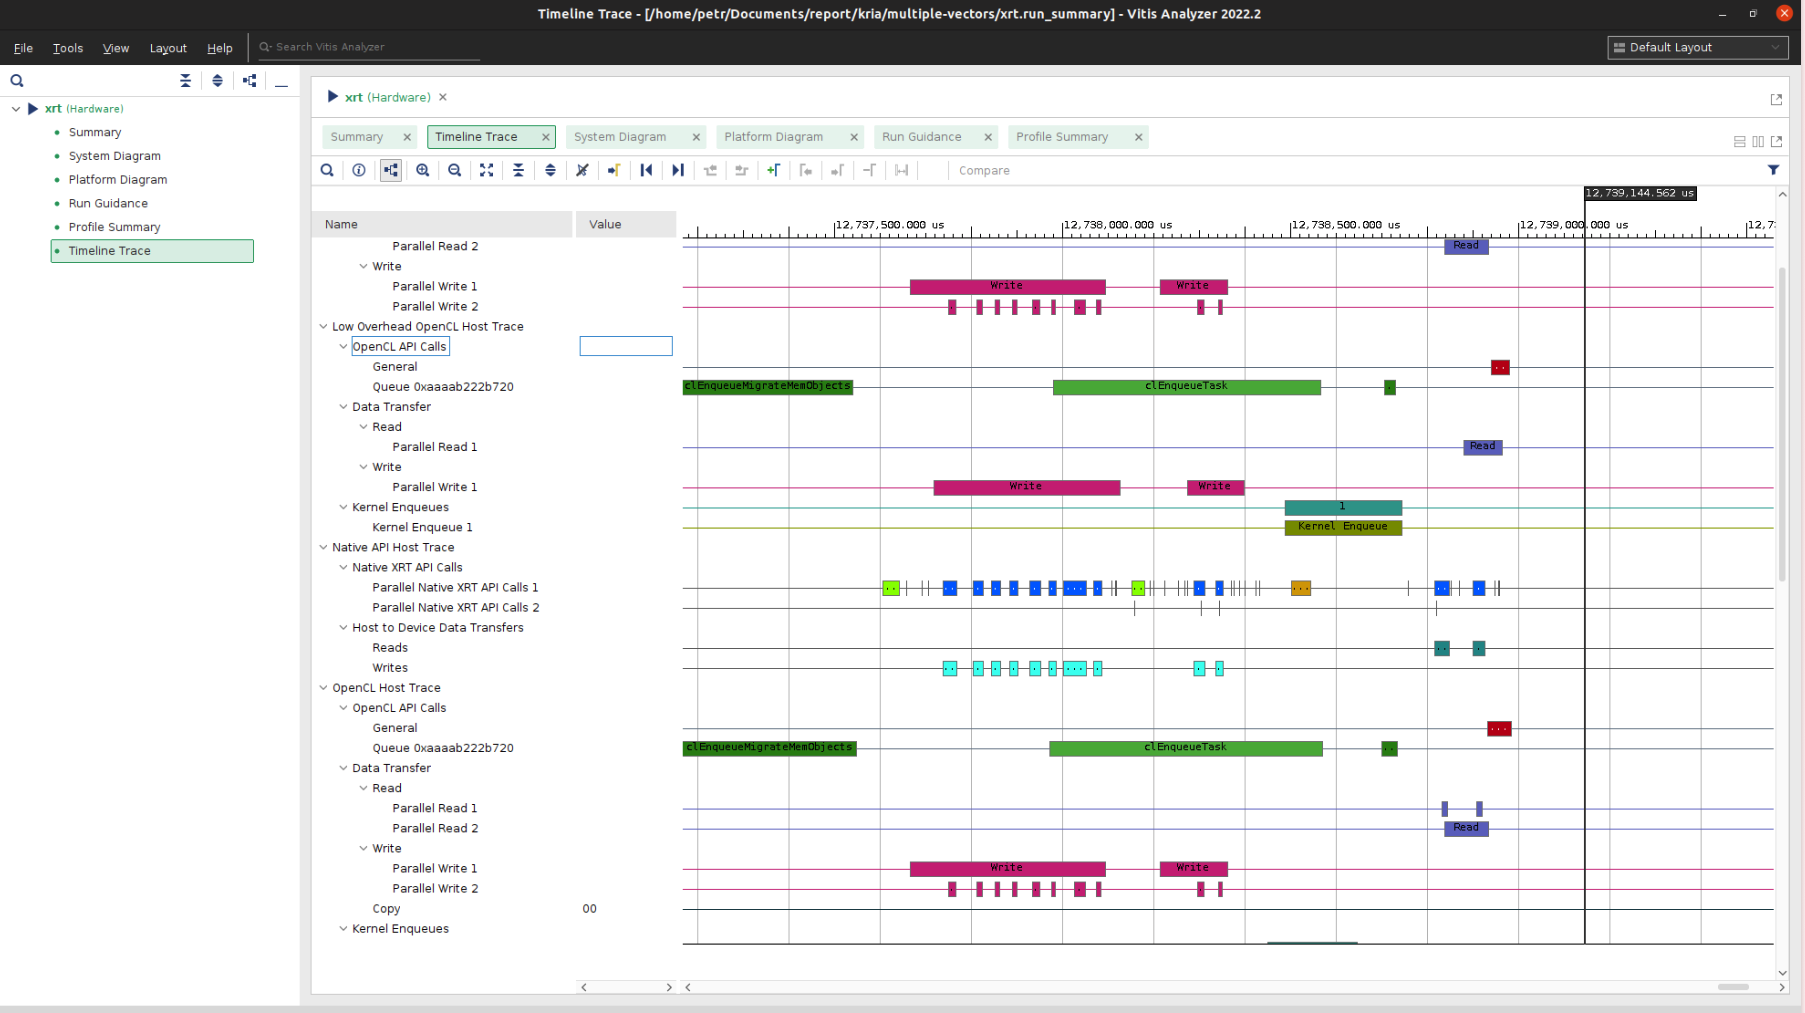 Timeline Trace - [/home/petr/Documents/report/kria/multiple-vectors/xrt.run_summary] - Vitis Analyzer 2022.2
File Tools View Layout Help Search Vitis Analyzer Default Layout
xrt (Hardware)
Summary
System Diagram
Platform Diagram
Run Guidance
Profile Summary
Timeline Trace
xrt (Hardware)
Summary Timeline Trace System Diagram Platform Diagram Run Guidance Profile Summary
Compare
12,739,144.562 us
Name Value
12,737,500.000 us 12,738,000.000 us 12,738,500.000 us 12,739,000.000 us
Parallel Read 2 Read
Write
Parallel Write 1 Write Write
Parallel Write 2
Low Overhead OpenCL Host Trace
OpenCL API Calls
General
Queue 0xaaaab222b720 clEnqueueMigrateMemObjects clEnqueueTask
Data Transfer
Read
Parallel Read 1 Read
Write
Parallel Write 1 Write Write
Kernel Enqueues 1
Kernel Enqueue 1 Kernel Enqueue
Native API Host Trace
Native XRT API Calls
Parallel Native XRT API Calls 1
Parallel Native XRT API Calls 2
Host to Device Data Transfers
Reads
Writes
OpenCL Host Trace
OpenCL API Calls
General
Queue 0xaaaab222b720 clEnqueueMigrateMemObjects clEnqueueTask
Data Transfer
Read
Parallel Read 1
Parallel Read 2 Read
Write
Parallel Write 1 Write Write
Parallel Write 2
Copy 00
Kernel Enqueues